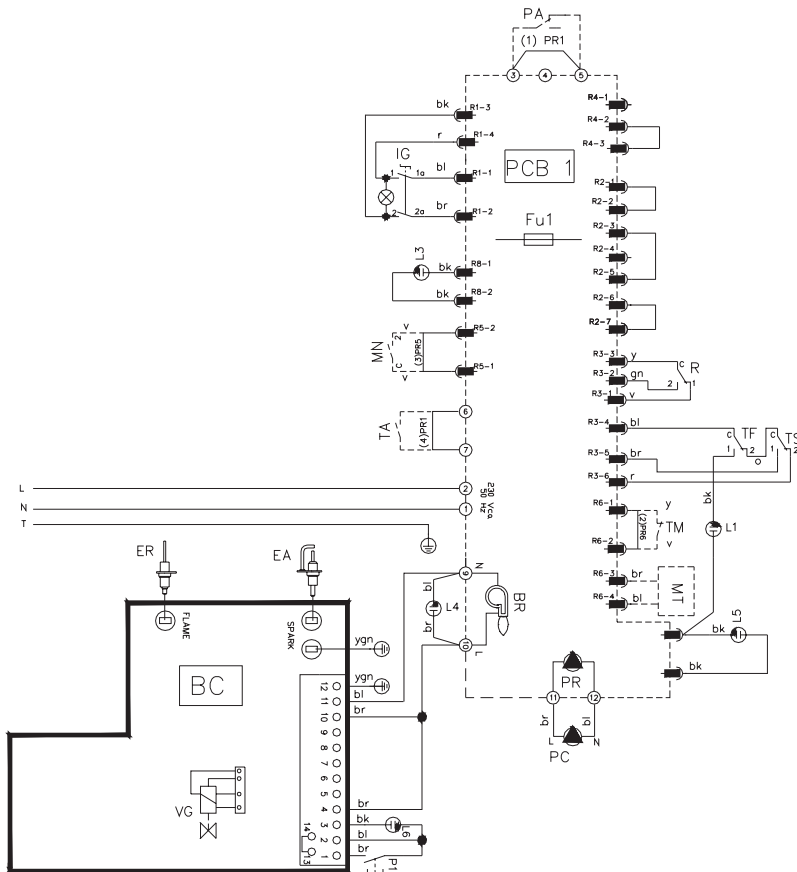 PA
(1) PR1
3 4 5
bk R1-3
r R1-4
IG
1 1a bl R1-1
2 2a br R1-2
PCB 1
Fu1
L3
bk R8-1
bk R8-2
MN
2 v R5-2
(3)PR5
C v R5-1
TA
(4)PR1
6
7
L 2
N 1
T
230 Vca
50 Hz
R4-1
R4-2
R4-3
R2-1
R2-2
R2-3
R2-4
R2-5
R2-6
R2-7
R3-3 y
R3-2 gn
R3-1 v
C R
2 1
R3-4 bl
R3-5 br
R3-6 r
C TF
1 2
C TS
1 2
bk
L1
R6-1 y
(2)PR6
TM
R6-2 v
R6-3 br
R6-4 bl
MT
bk L5
bk
ER
EA
FLAME
SPARK
ygn
ygn
BC
bl
br
N 9
bl
L4
br
10 L
BR
PR
11 12
br bl
L N
PC
12
11
10
9
8
7
6
5
4
3
2
1
14
13
VG
br
bk L6
bl
br
P1